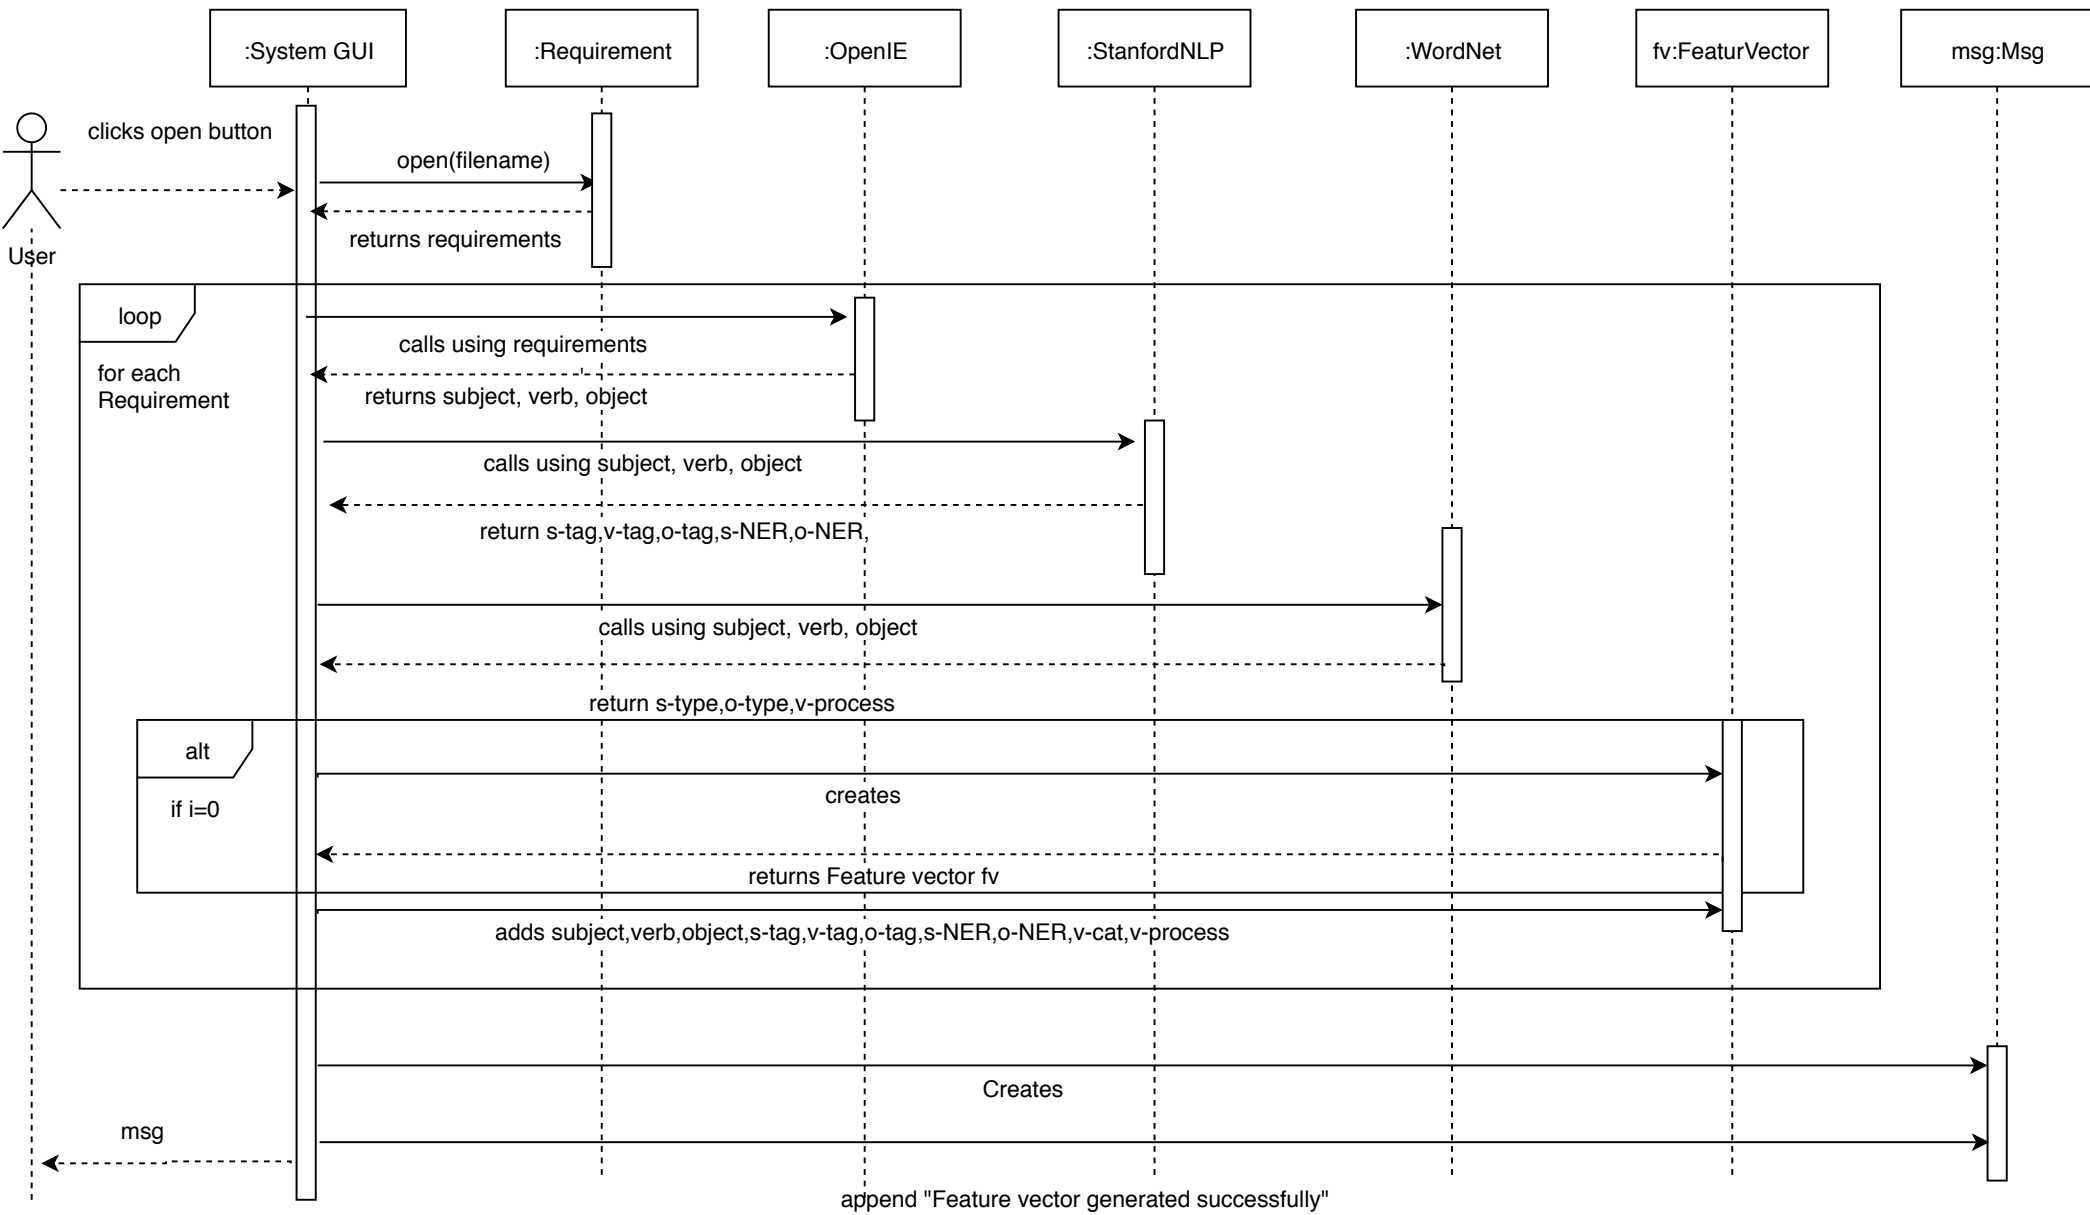 :System GUI
:Requirement
:OpenIE
:StanfordNLP
:WordNet
fv:FeaturVector
msg:Msg
clicks open button
open(filename)
returns requirements
User
loop
calls using requirements
for each
Requirement
returns subject, verb, object
calls using subject, verb, object
return s-tag,v-tag,o-tag,s-NER,o-NER,
calls using subject, verb, object
return s-type,o-type,v-process
alt
creates
if i=0
returns Feature vector fv
adds subject,verb,object,s-tag,v-tag,o-tag,s-NER,o-NER,v-cat,v-process
Creates
msg
append "Feature vector generated successfully"